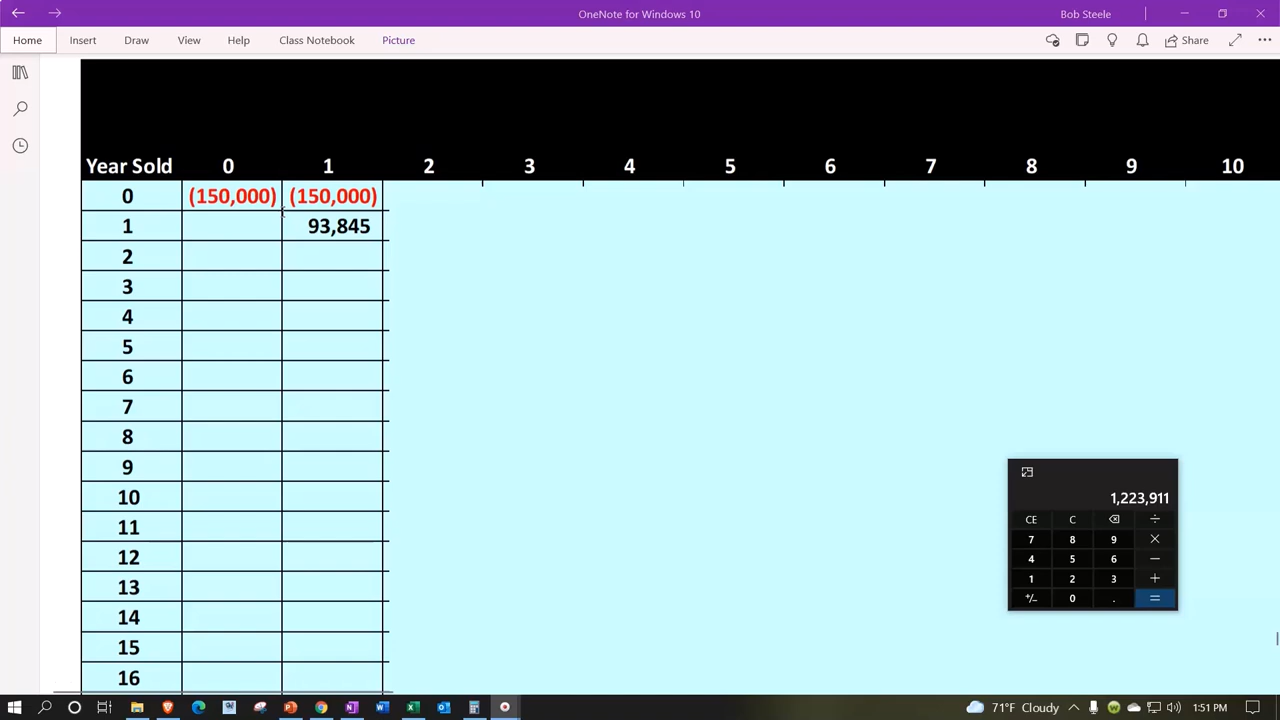 OneNote for Windows 10
Bob Steele
Home Insert Draw View Help Class Notebook Picture Share
Year Sold 0 1 2 3 4 5 6 7 8 9 10
0 (150,000) (150,000)
1 93,845
2
3
4
5
6
7
8
9
10
11
12
13
14
15
16
1,223,911
CE C ÷
7 8 9 ×
4 5 6 −
1 2 3 +
+/− 0 . =
71°F Cloudy 1:51 PM